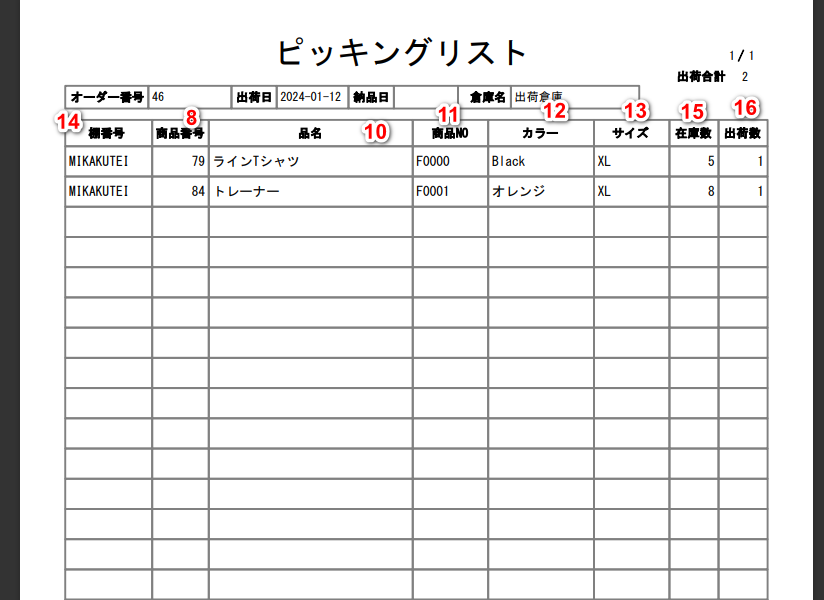 ピッキングリスト
1 / 1
出荷合計 2
オーダー番号 46 出荷日 2024-01-12 納品日 倉庫名 出荷倉庫
14 8 10 11 12 13 15 16
棚番号 商品番号 品名 商品NO カラー サイズ 在庫数 出荷数
MIKAKUTEI 79 ラインTシャツ F0000 Black XL 5 1
MIKAKUTEI 84 トレーナー F0001 オレンジ XL 8 1